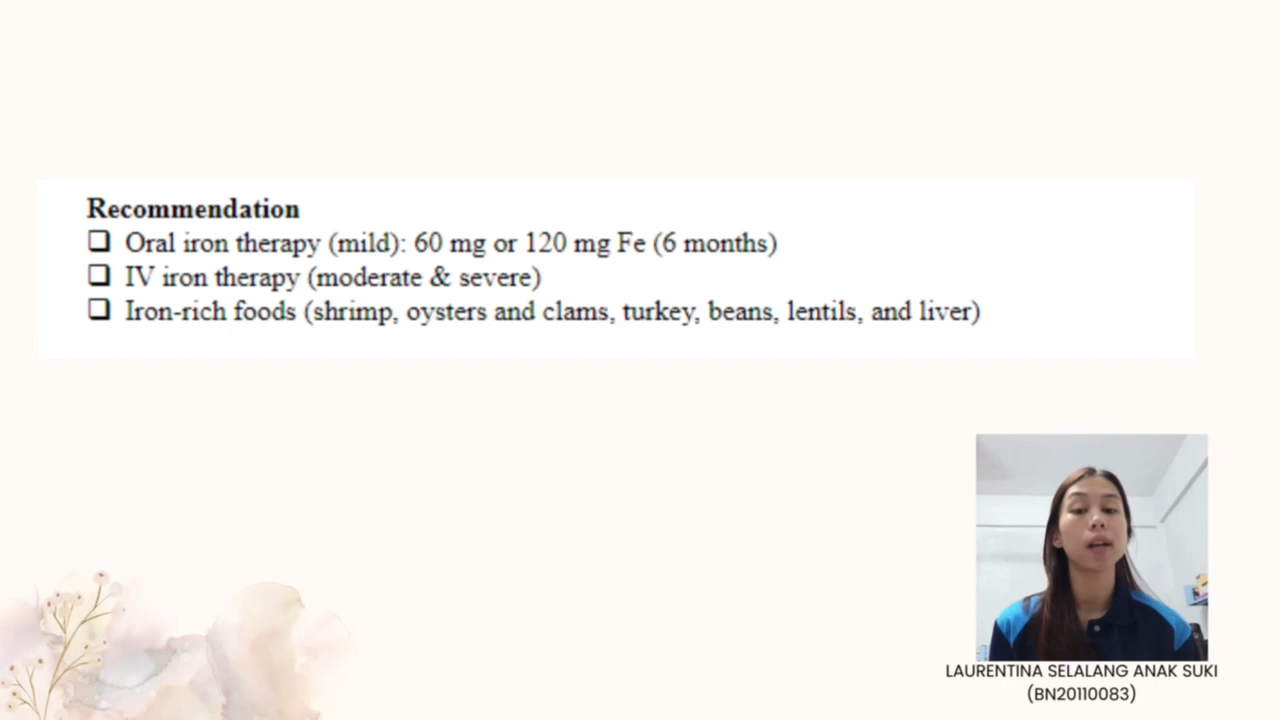 Recommendation
❑ Oral iron therapy (mild): 60 mg or 120 mg Fe (6 months)
❑ IV iron therapy (moderate & severe)
❑ Iron-rich foods (shrimp, oysters and clams, turkey, beans, lentils, and liver)
LAURENTINA SELALANG ANAK SUKI
(BN20110083)